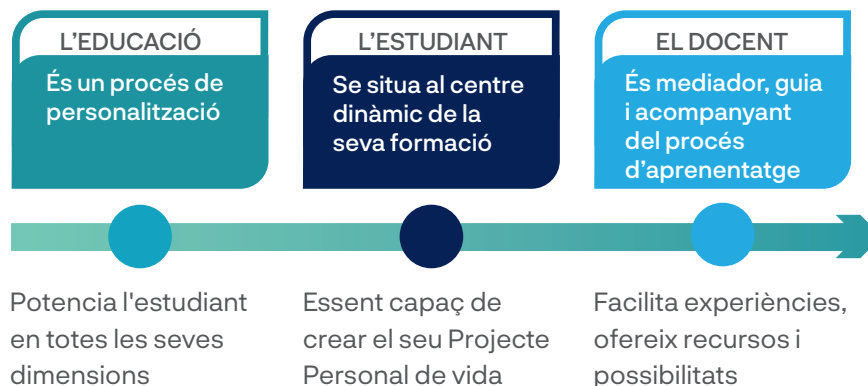 L'EDUCACIÓ
És un procés de
personalització
L'ESTUDIANT
Se situa al centre
dinàmic de la
seva formació
EL DOCENT
És mediador, guia
i acompanyant
del procés
d'aprenentatge
Potencia l'estudiant
en totes les seves
dimensions
Essent capaç de
crear el seu Projecte
Personal de vida
Facilita experiències,
ofereix recursos i
possibilitats